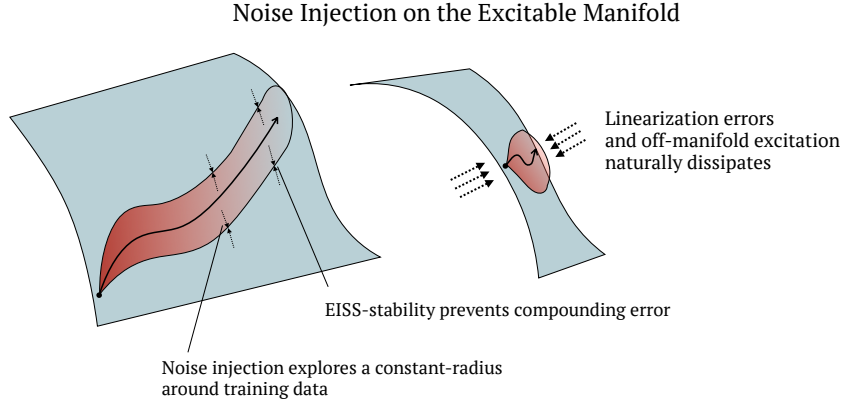 Noise Injection on the Excitable Manifold
Linearization errors
and off-manifold excitation
naturally dissipates
EISS-stability prevents compounding error
Noise injection explores a constant-radius
around training data